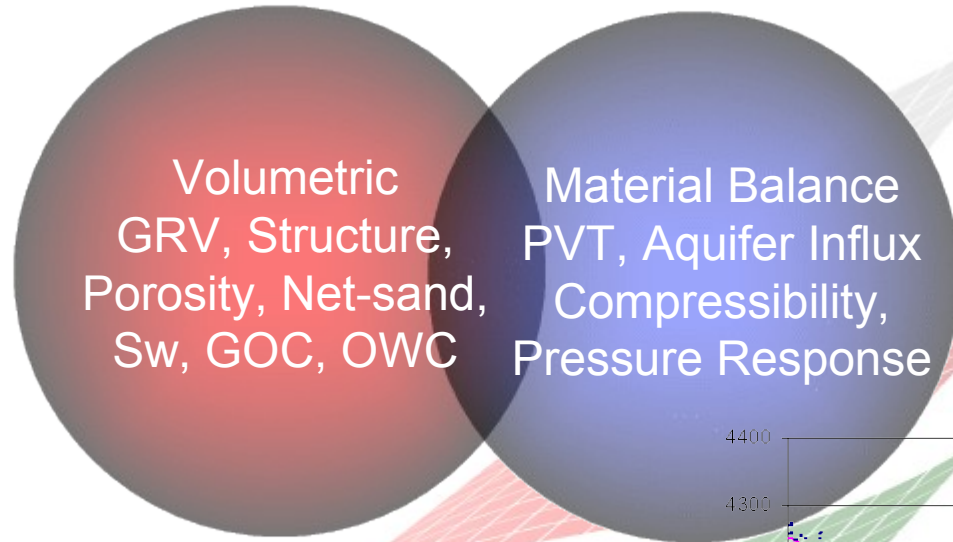 Volumetric
GRV, Structure,
Porosity, Net-sand,
Sw, GOC, OWC
Material Balance
PVT, Aquifer Influx
Compressibility,
Pressure Response
4400
4300